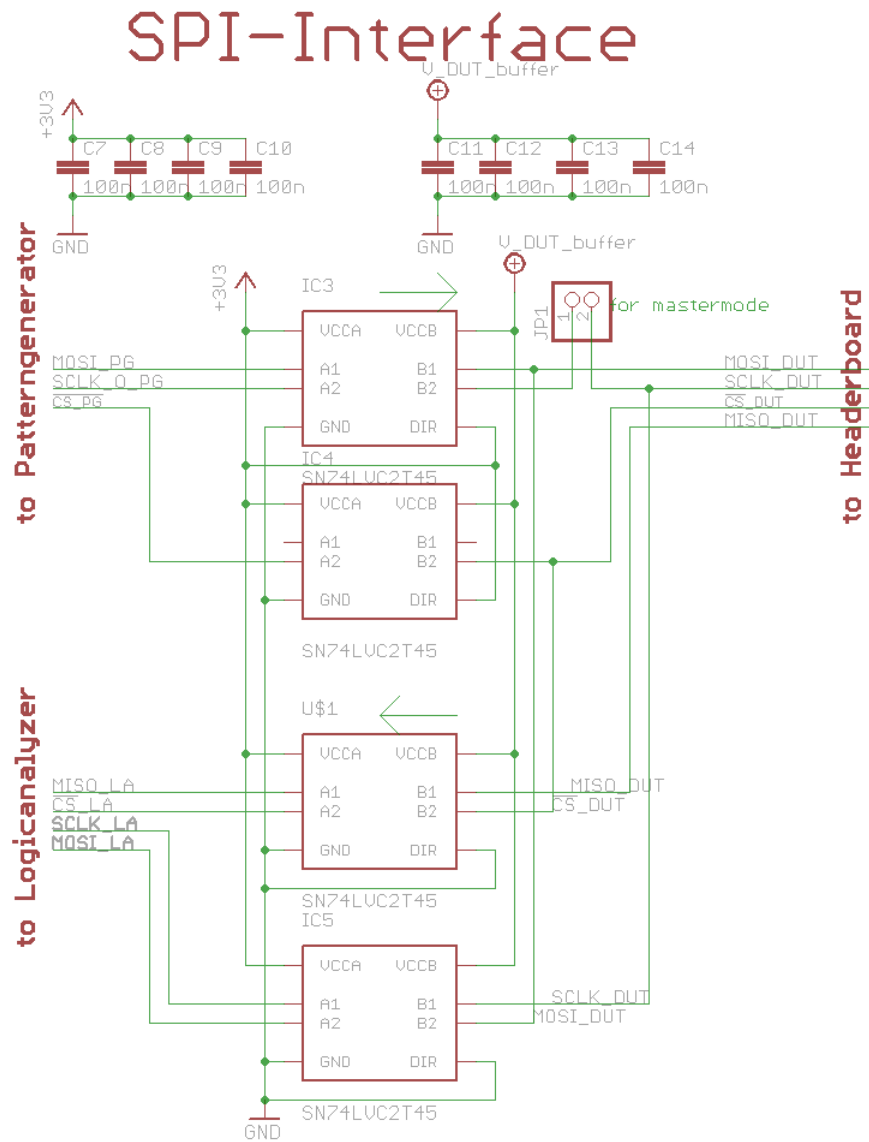 SPI-Interface
V_DUT_buffer
+3V3
C7 C8 C9 C10
100n 100n 100n 100n
GND
C11 C12 C13 C14
100n 100n 100n 100n
GND
V_DUT_buffer
+3V3
to Patterngenerator
to Headerboard
IC3
JP1
1 2
for mastermode
VCCA VCCB
MOSI_PG
A1 B1
MOSI_DUT
SCLK_O_PG
A2 B2
SCLK_DUT
CS_PG
CS_DUT
GND DIR
MISO_DUT
IC4
SN74LVC2T45
VCCA VCCB
A1 B1
A2 B2
GND DIR
SN74LVC2T45
to Logicanalyzer
U$1
VCCA VCCB
MISO_LA
A1 B1
MISO_DUT
CS_LA
A2 B2
CS_DUT
SCLK_LA
MOSI_LA
GND DIR
SN74LVC2T45
IC5
VCCA VCCB
A1 B1
SCLK_DUT
A2 B2
MOSI_DUT
GND DIR
SN74LVC2T45
GND